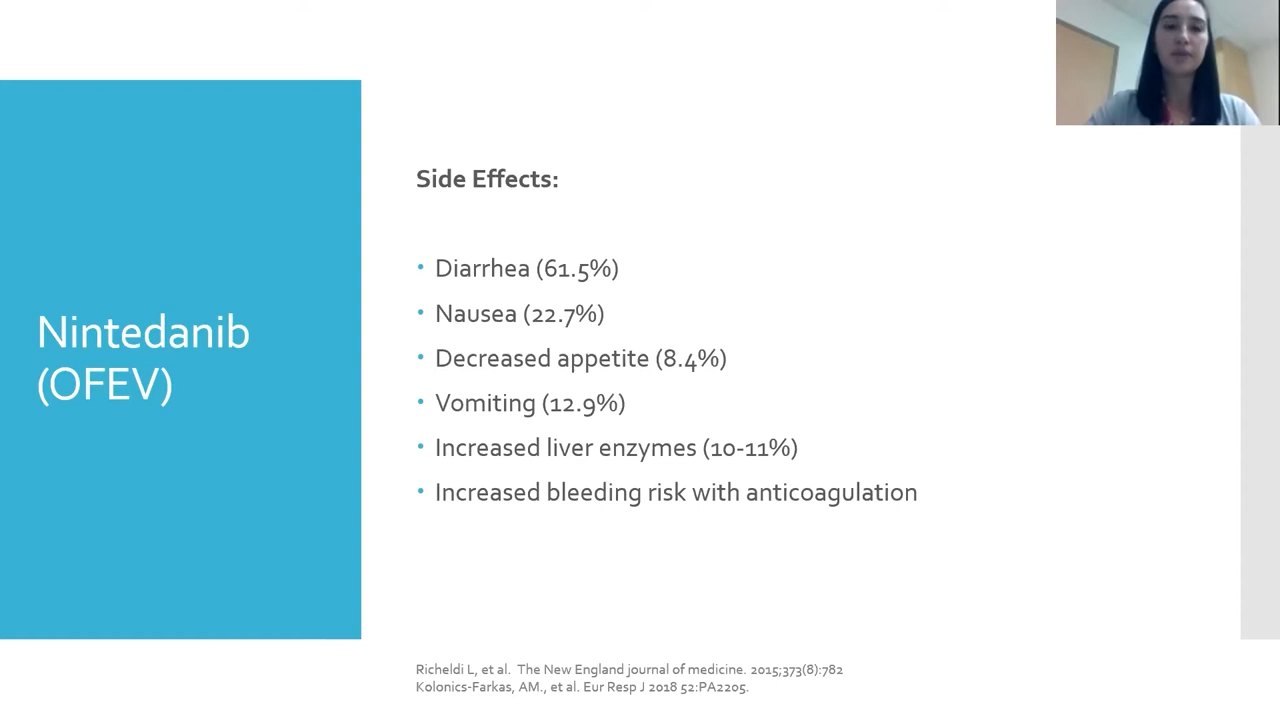 Nintedanib
(OFEV)
Side Effects:
• Diarrhea (61.5%)
• Nausea (22.7%)
• Decreased appetite (8.4%)
• Vomiting (12.9%)
• Increased liver enzymes (10-11%)
• Increased bleeding risk with anticoagulation
Richeldi L, et al. The New England journal of medicine. 2015;373(8):782
Kolonics-Farkas, AM., et al. Eur Resp J 2018 52:PA2205.